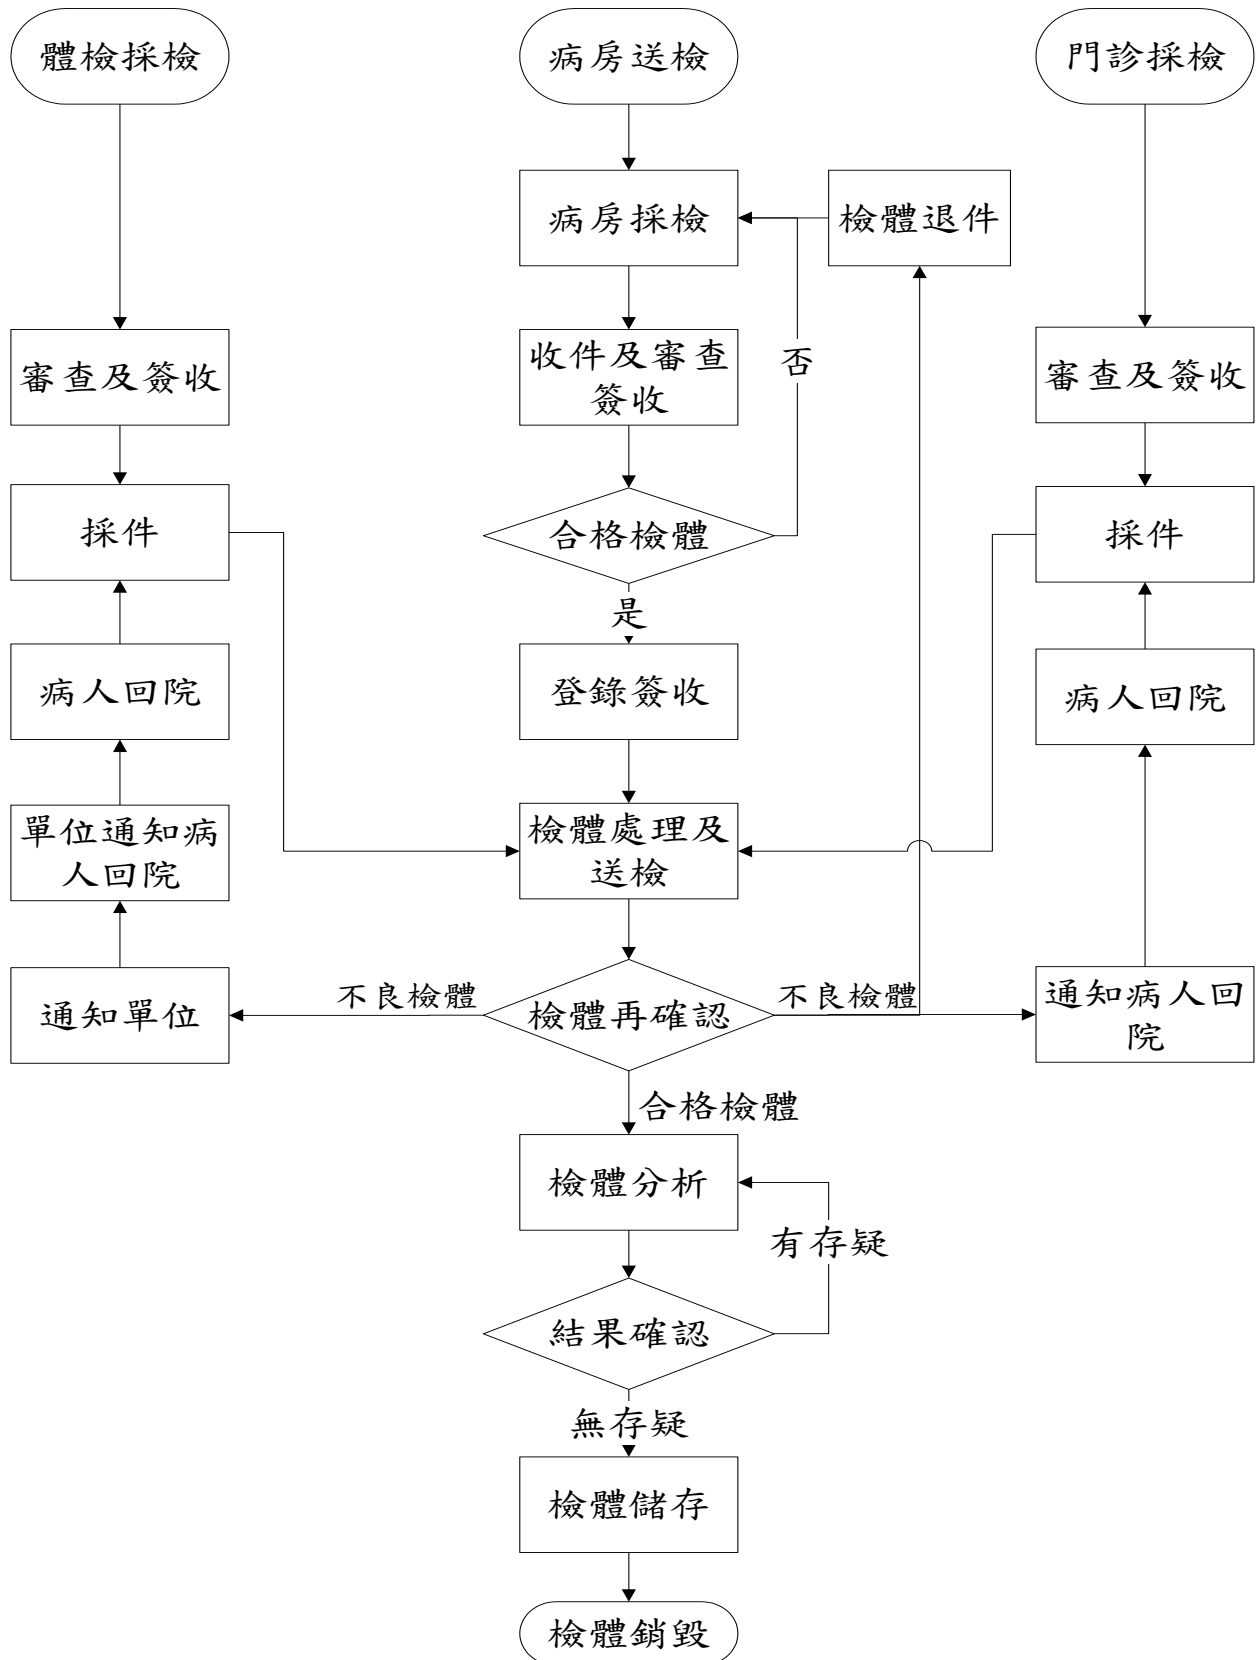 體檢採檢
病房送檢
門診採檢
病房採檢
檢體退件
審查及簽收
收件及審查
簽收
否
審查及簽收
採件
合格檢體
採件
是
病人回院
登錄簽收
病人回院
單位通知病
人回院
檢體處理及
送檢
通知單位
不良檢體
檢體再確認
不良檢體
通知病人回
院
合格檢體
檢體分析
有存疑
結果確認
無存疑
檢體儲存
檢體銷毀